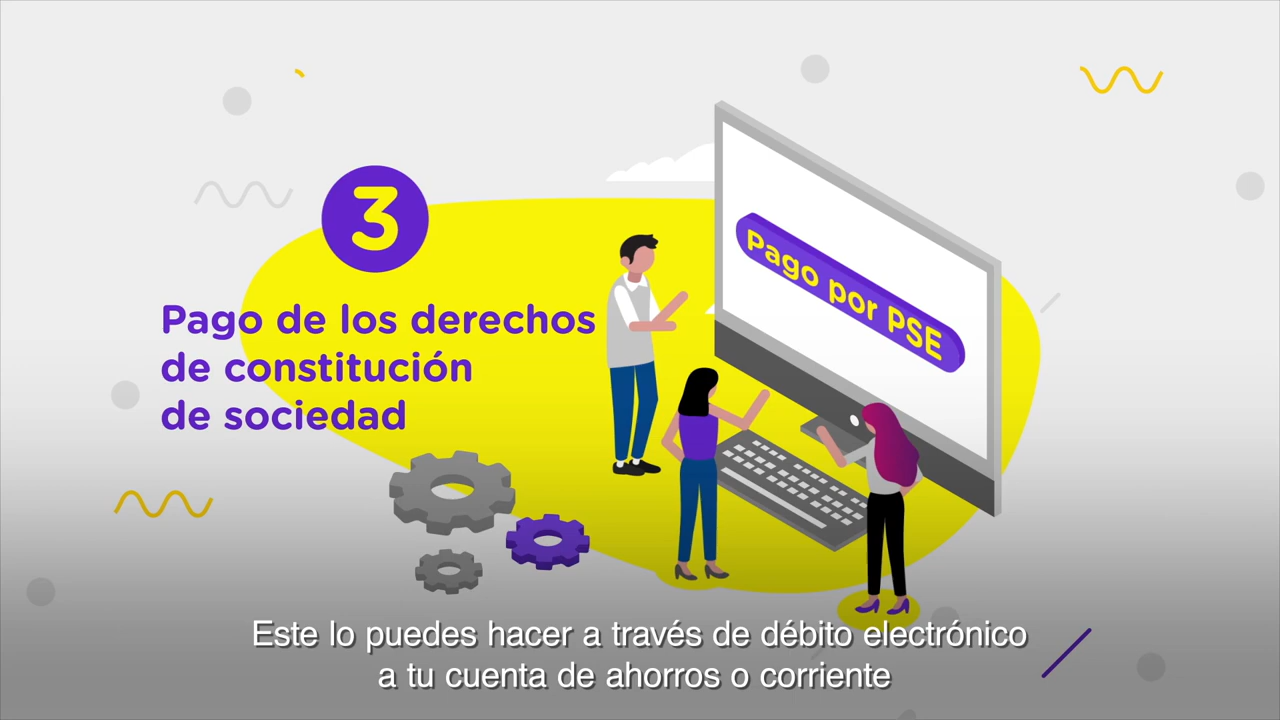 3
Pago de los derechos
de constitución
de sociedad
Pago por PSE
Este lo puedes hacer a través de débito electrónico
a tu cuenta de ahorros o corriente